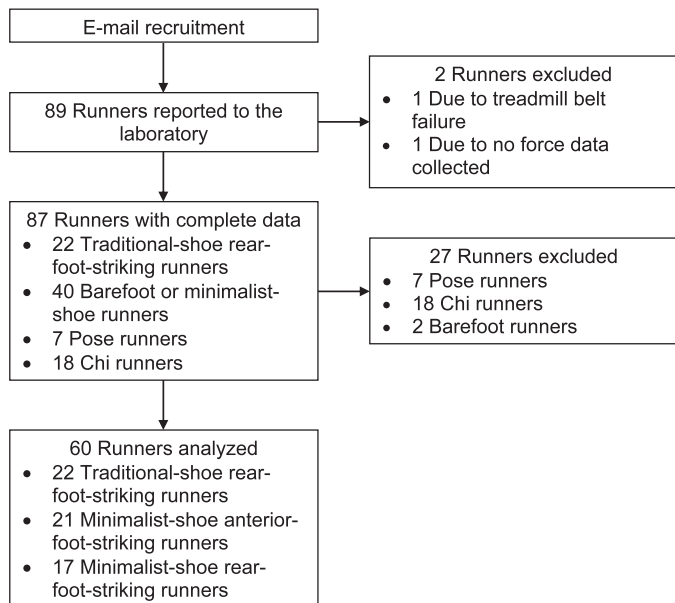 E-mail recruitment
89 Runners reported to the
laboratory
2 Runners excluded
• 1 Due to treadmill belt
failure
• 1 Due to no force data
collected
87 Runners with complete data
• 22 Traditional-shoe rear-
foot-striking runners
• 40 Barefoot or minimalist-
shoe runners
• 7 Pose runners
• 18 Chi runners
27 Runners excluded
• 7 Pose runners
• 18 Chi runners
• 2 Barefoot runners
60 Runners analyzed
• 22 Traditional-shoe rear-
foot-striking runners
• 21 Minimalist-shoe anterior-
foot-striking runners
• 17 Minimalist-shoe rear-
foot-striking runners